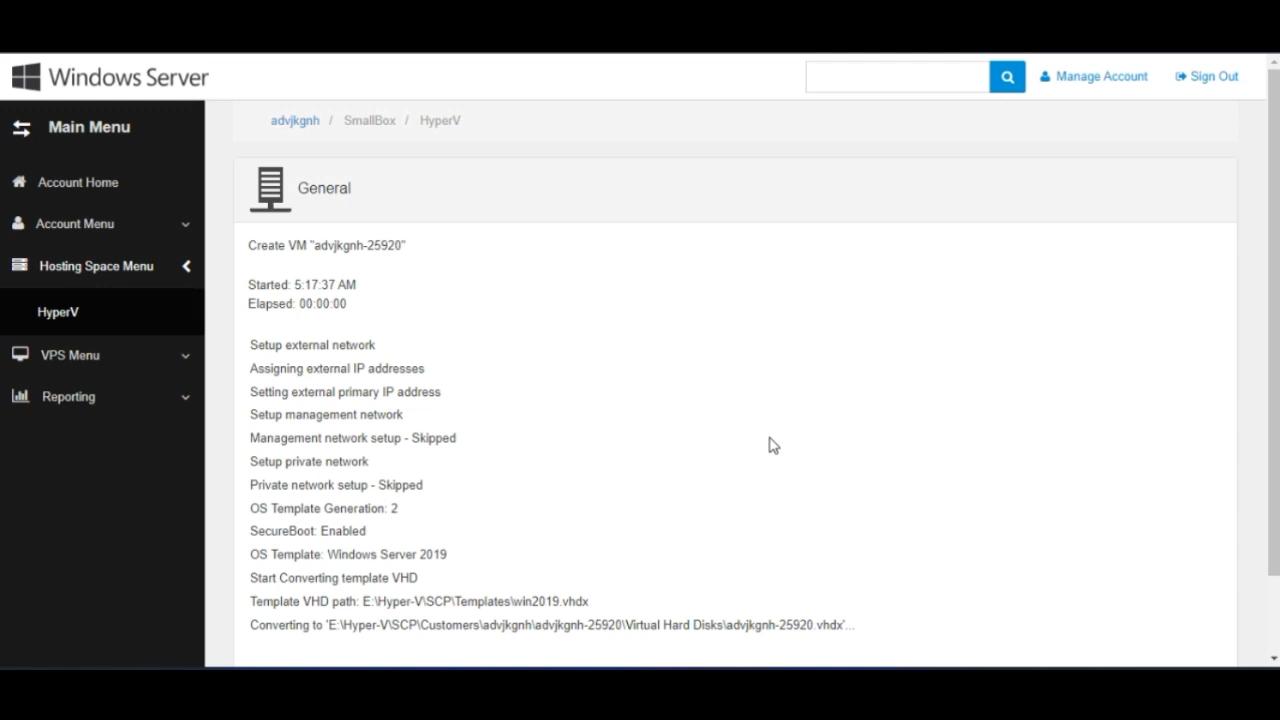 Windows Server
Manage Account
Sign Out
Main Menu
advjkgnh / SmallBox / HyperV
Account Home
Account Menu
Hosting Space Menu
HyperV
VPS Menu
Reporting
General
Create VM "advjkgnh-25920"
Started: 5:17:37 AM
Elapsed: 00:00:00
Setup external network
Assigning external IP addresses
Setting external primary IP address
Setup management network
Management network setup - Skipped
Setup private network
Private network setup - Skipped
OS Template Generation: 2
SecureBoot: Enabled
OS Template: Windows Server 2019
Start Converting template VHD
Template VHD path: E:\Hyper-V\SCP\Templates\win2019.vhdx
Converting to 'E:\Hyper-V\SCP\Customers\advjkgnh\advjkgnh-25920\Virtual Hard Disks\advjkgnh-25920.vhdx'...